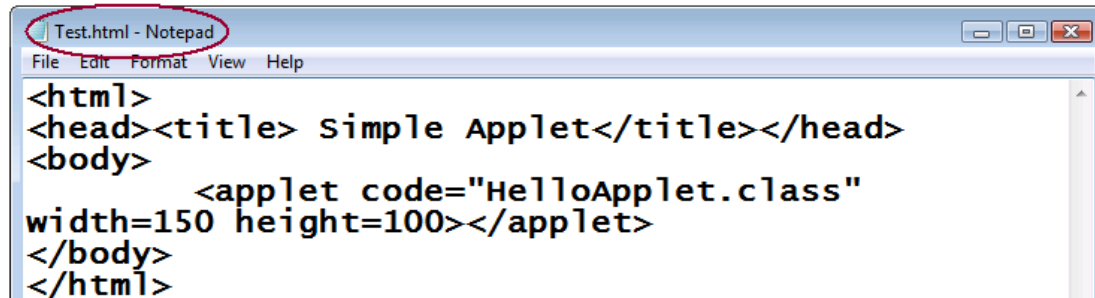 Test.html - Notepad
File Edit Format View Help
<html>
<head><title> Simple Applet</title></head>
<body>
<applet code="HelloApplet.class"
width=150 height=100></applet>
</body>
</html>